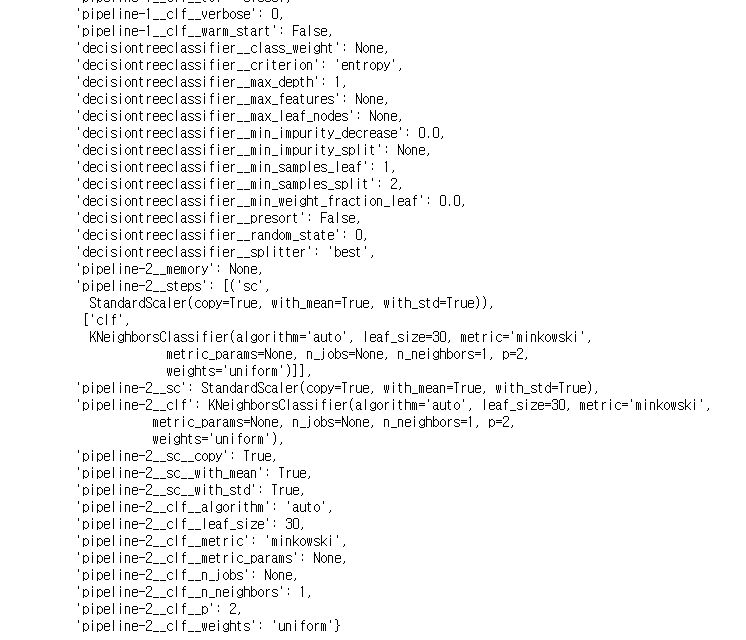 'pipeline-1__clf__verbose': 0,
'pipeline-1__clf__warm_start': False,
'decisiontreeclassifier__class_weight': None,
'decisiontreeclassifier__criterion': 'entropy',
'decisiontreeclassifier__max_depth': 1,
'decisiontreeclassifier__max_features': None,
'decisiontreeclassifier__max_leaf_nodes': None,
'decisiontreeclassifier__min_impurity_decrease': 0.0,
'decisiontreeclassifier__min_impurity_split': None,
'decisiontreeclassifier__min_samples_leaf': 1,
'decisiontreeclassifier__min_samples_split': 2,
'decisiontreeclassifier__min_weight_fraction_leaf': 0.0,
'decisiontreeclassifier__presort': False,
'decisiontreeclassifier__random_state': 0,
'decisiontreeclassifier__splitter': 'best',
'pipeline-2__memory': None,
'pipeline-2__steps': [('sc',
StandardScaler(copy=True, with_mean=True, with_std=True)),
['clf',
KNeighborsClassifier(algorithm='auto', leaf_size=30, metric='minkowski',
metric_params=None, n_jobs=None, n_neighbors=1, p=2,
weights='uniform')]],
'pipeline-2__sc': StandardScaler(copy=True, with_mean=True, with_std=True),
'pipeline-2__clf': KNeighborsClassifier(algorithm='auto', leaf_size=30, metric='minkowski',
metric_params=None, n_jobs=None, n_neighbors=1, p=2,
weights='uniform'),
'pipeline-2__sc__copy': True,
'pipeline-2__sc__with_mean': True,
'pipeline-2__sc__with_std': True,
'pipeline-2__clf__algorithm': 'auto',
'pipeline-2__clf__leaf_size': 30,
'pipeline-2__clf__metric': 'minkowski',
'pipeline-2__clf__metric_params': None,
'pipeline-2__clf__n_jobs': None,
'pipeline-2__clf__n_neighbors': 1,
'pipeline-2__clf__p': 2,
'pipeline-2__clf__weights': 'uniform'}